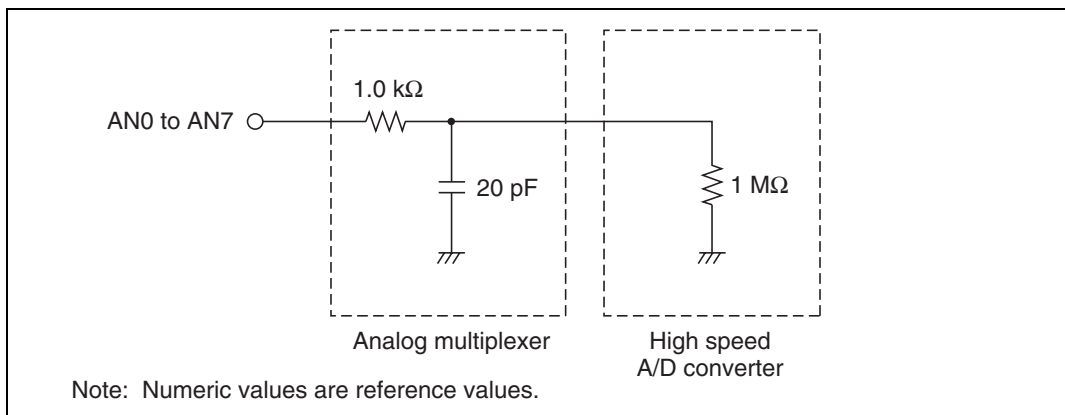 1.0 kΩ
AN0 to AN7
20 pF
1 MΩ
Analog multiplexer
High speed
A/D converter
Note: Numeric values are reference values.